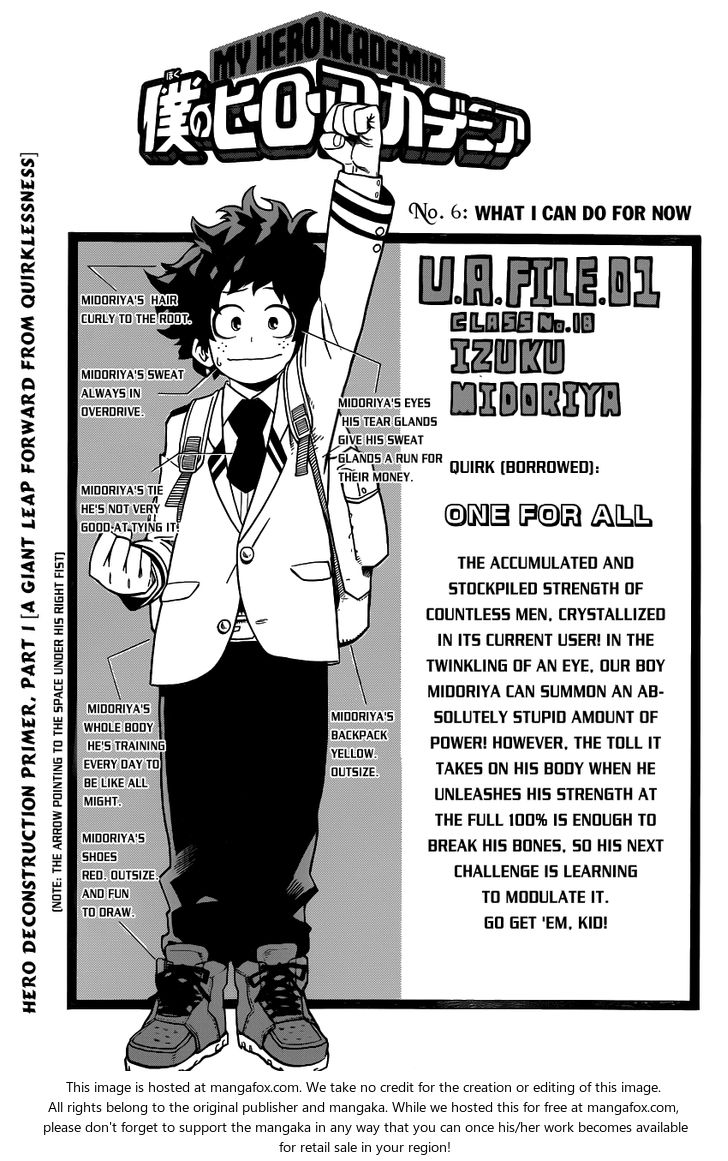 MY HERO ACADEMIA
ぼく
僕のヒーローアカデミア
No. 6: WHAT I CAN DO FOR NOW
HERO DECONSTRUCTION PRIMER, PART 1 [A GIANT LEAP FORWARD FROM QUIRKLESSNESS]
(NOTE: THE ARROW POINTING TO THE SPACE UNDER HIS RIGHT FIST)
MIDORIYA'S HAIR
CURLY TO THE ROOT.
MIDORIYA'S SWEAT
ALWAYS IN
OVERDRIVE.
MIDORIYA'S TIE
HE'S NOT VERY
GOOD AT TYING IT.
MIDORIYA'S EYES
HIS TEAR GLANDS
GIVE HIS SWEAT
GLANDS A RUN FOR
THEIR MONEY.
MIDORIYA'S
WHOLE BODY
HE'S TRAINING
EVERY DAY TO
BE LIKE ALL
MIGHT.
MIDORIYA'S
BACKPACK
YELLOW.
OUTSIZE.
MIDORIYA'S
SHOES
RED. OUTSIZE.
AND FUN
TO DRAW.
U.A.FILE.01
CLASS No.18
IZUKU
MIDORIYA
QUIRK (BORROWED):
ONE FOR ALL
THE ACCUMULATED AND
STOCKPILED STRENGTH OF
COUNTLESS MEN, CRYSTALLIZED
IN ITS CURRENT USER! IN THE
TWINKLING OF AN EYE, OUR BOY
MIDORIYA CAN SUMMON AN AB-
SOLUTELY STUPID AMOUNT OF
POWER! HOWEVER, THE TOLL IT
TAKES ON HIS BODY WHEN HE
UNLEASHES HIS STRENGTH AT
THE FULL 100% IS ENOUGH TO
BREAK HIS BONES, SO HIS NEXT
CHALLENGE IS LEARNING
TO MODULATE IT.
GO GET 'EM, KID!
This image is hosted at mangafox.com. We take no credit for the creation or editing of this image.
All rights belong to the original publisher and mangaka. While we hosted this for free at mangafox.com,
please don't forget to support the mangaka in any way that you can once his/her work becomes available
for retail sale in your region!